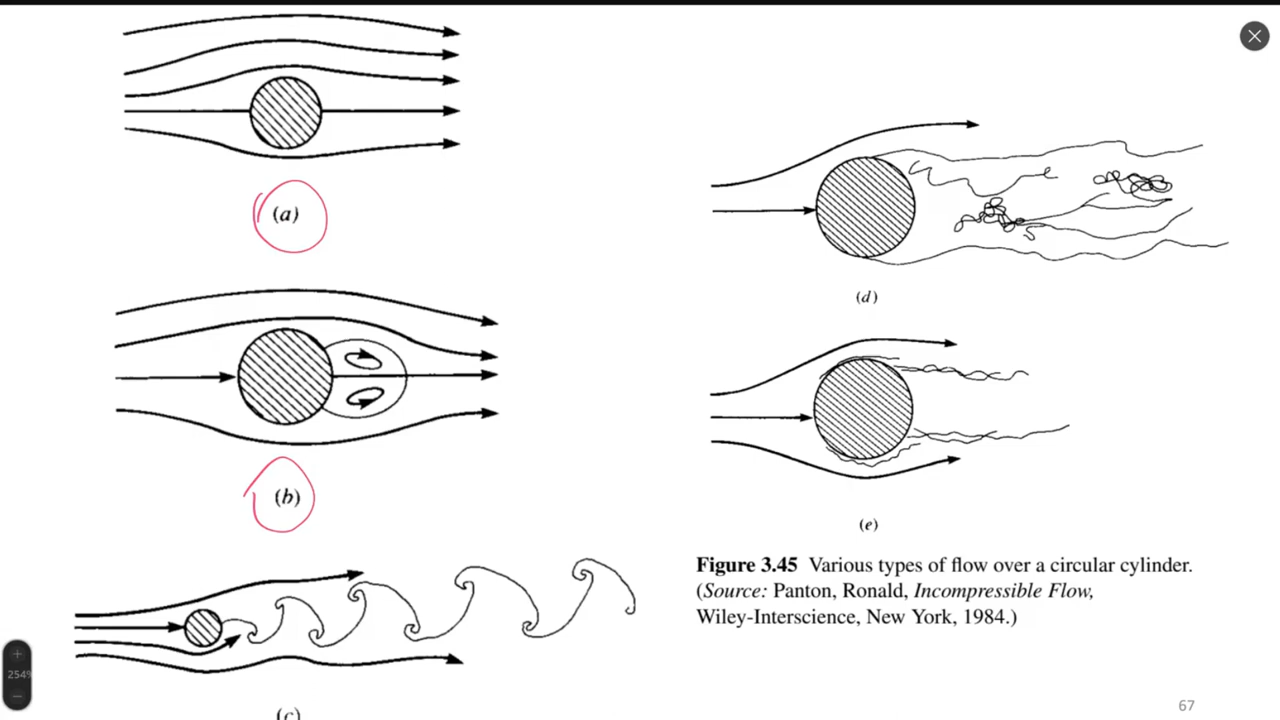 (a)
(b)
(c)
(d)
(e)
Figure 3.45 Various types of flow over a circular cylinder.
(Source: Panton, Ronald, Incompressible Flow,
Wiley-Interscience, New York, 1984.)
2549
67